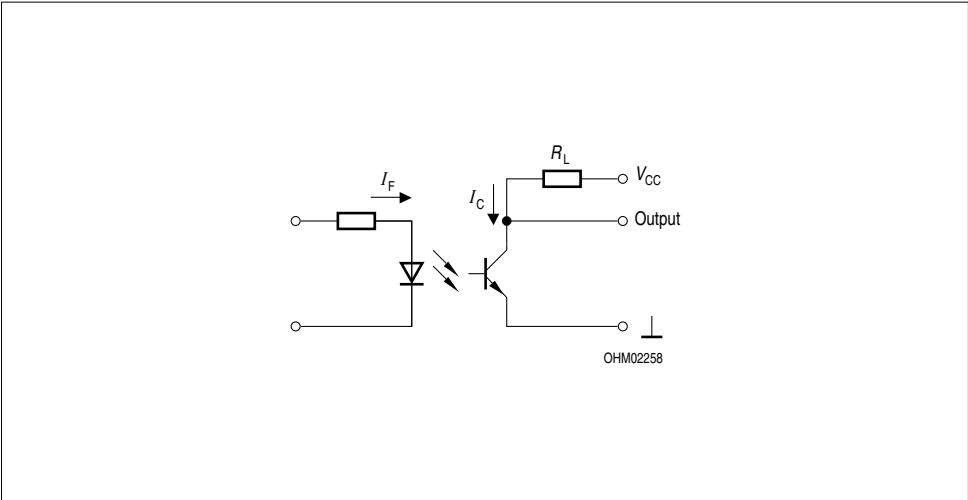 R_L
V_CC
I_F
I_C
Output
OHM02258